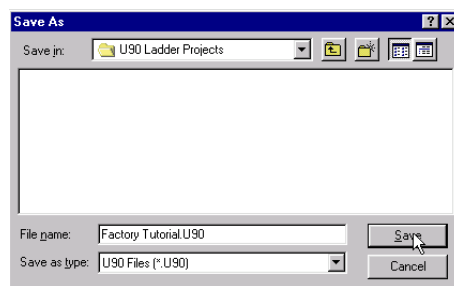 Save As
Save in: U90 Ladder Projects
File name: Factory Tutorial.U90 Save
Save as type: U90 Files (*.U90) Cancel